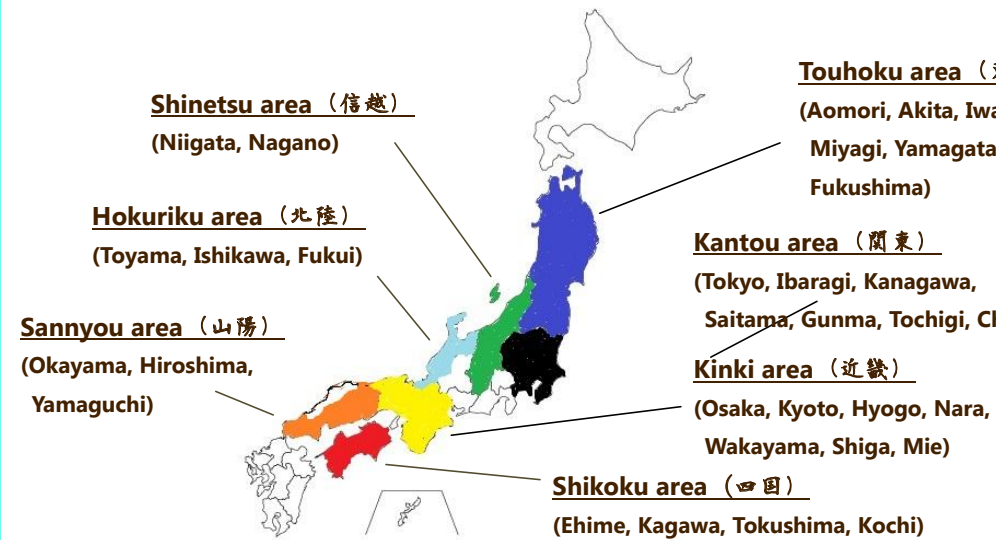 Shinetsu area （信越）
(Niigata, Nagano)
Hokuriku area （北陸）
(Toyama, Ishikawa, Fukui)
Sannyou area （山陽）
(Okayama, Hiroshima,
Yamaguchi)
Touhoku area （
(Aomori, Akita,
Miyagi, Yamagata
Fukushima)
Kantou area （関東）
(Tokyo, Ibaragi, Kanagawa,
Saitama, Gunma, Tochigi,
Kinki area （近畿）
(Osaka, Kyoto, Hyogo, Nara,
Wakayama, Shiga, Mie)
Shikoku area （四国）
(Ehime, Kagawa, Tokushima, Kochi)